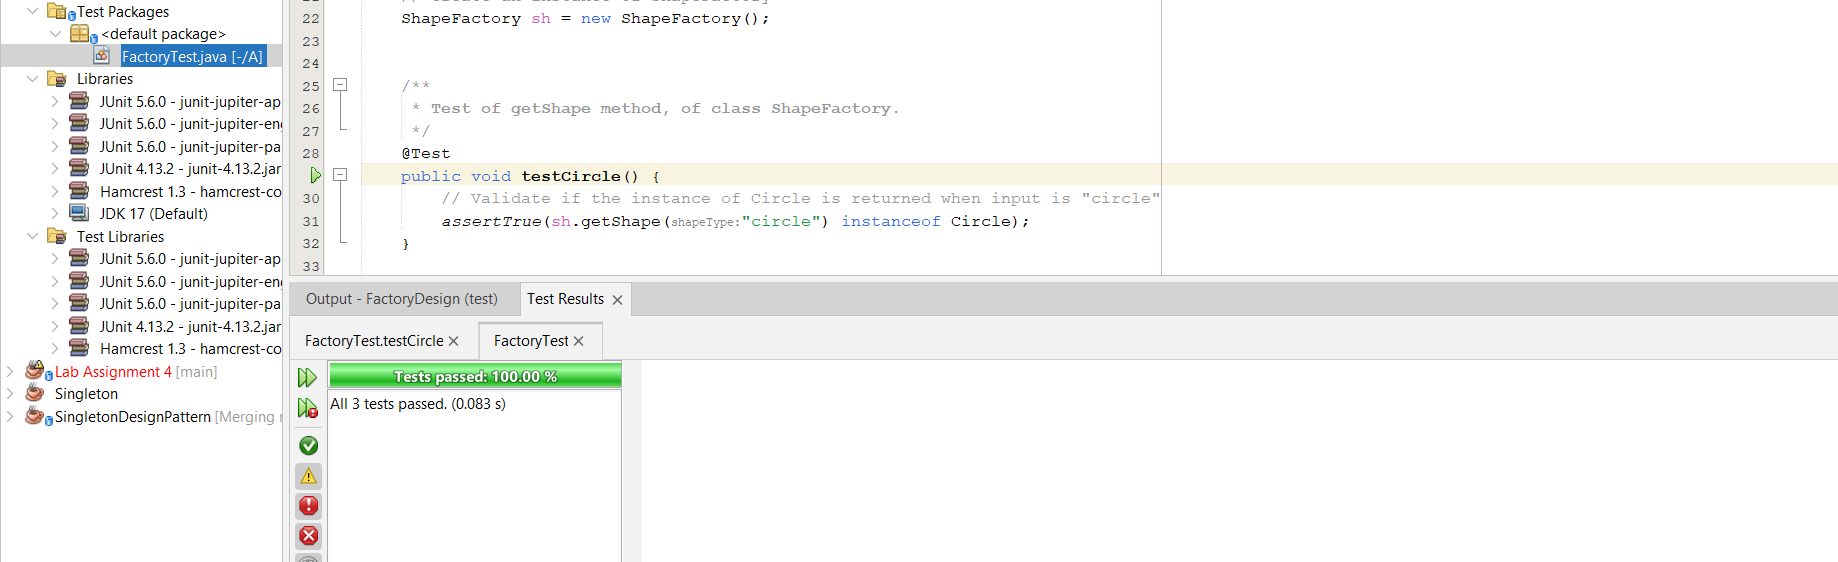 Test Packages
<default package>
FactoryTest.java [-/A]
Libraries
JUnit 5.6.0 - junit-jupiter-ap
JUnit 5.6.0 - junit-jupiter-en
JUnit 5.6.0 - junit-jupiter-pa
JUnit 4.13.2 - junit-4.13.2.jar
Hamcrest 1.3 - hamcrest-co
JDK 17 (Default)
Test Libraries
JUnit 5.6.0 - junit-jupiter-ap
JUnit 5.6.0 - junit-jupiter-en
JUnit 5.6.0 - junit-jupiter-pa
JUnit 4.13.2 - junit-4.13.2.jar
Hamcrest 1.3 - hamcrest-co
Lab Assignment 4 [main]
Singleton
SingletonDesignPattern [Merging
22 ShapeFactory sh = new ShapeFactory();
23
24
25 /**
26 * Test of getShape method, of class ShapeFactory.
27 */
28 @Test
public void testCircle() {
30 // Validate if the instance of Circle is returned when input is "circle"
31 assertTrue(sh.getShape(shapeType:"circle") instanceof Circle);
32 }
33
Output - FactoryDesign (test)
Test Results
FactoryTest.testCircle
FactoryTest
Tests passed: 100.00 %
All 3 tests passed. (0.083 s)